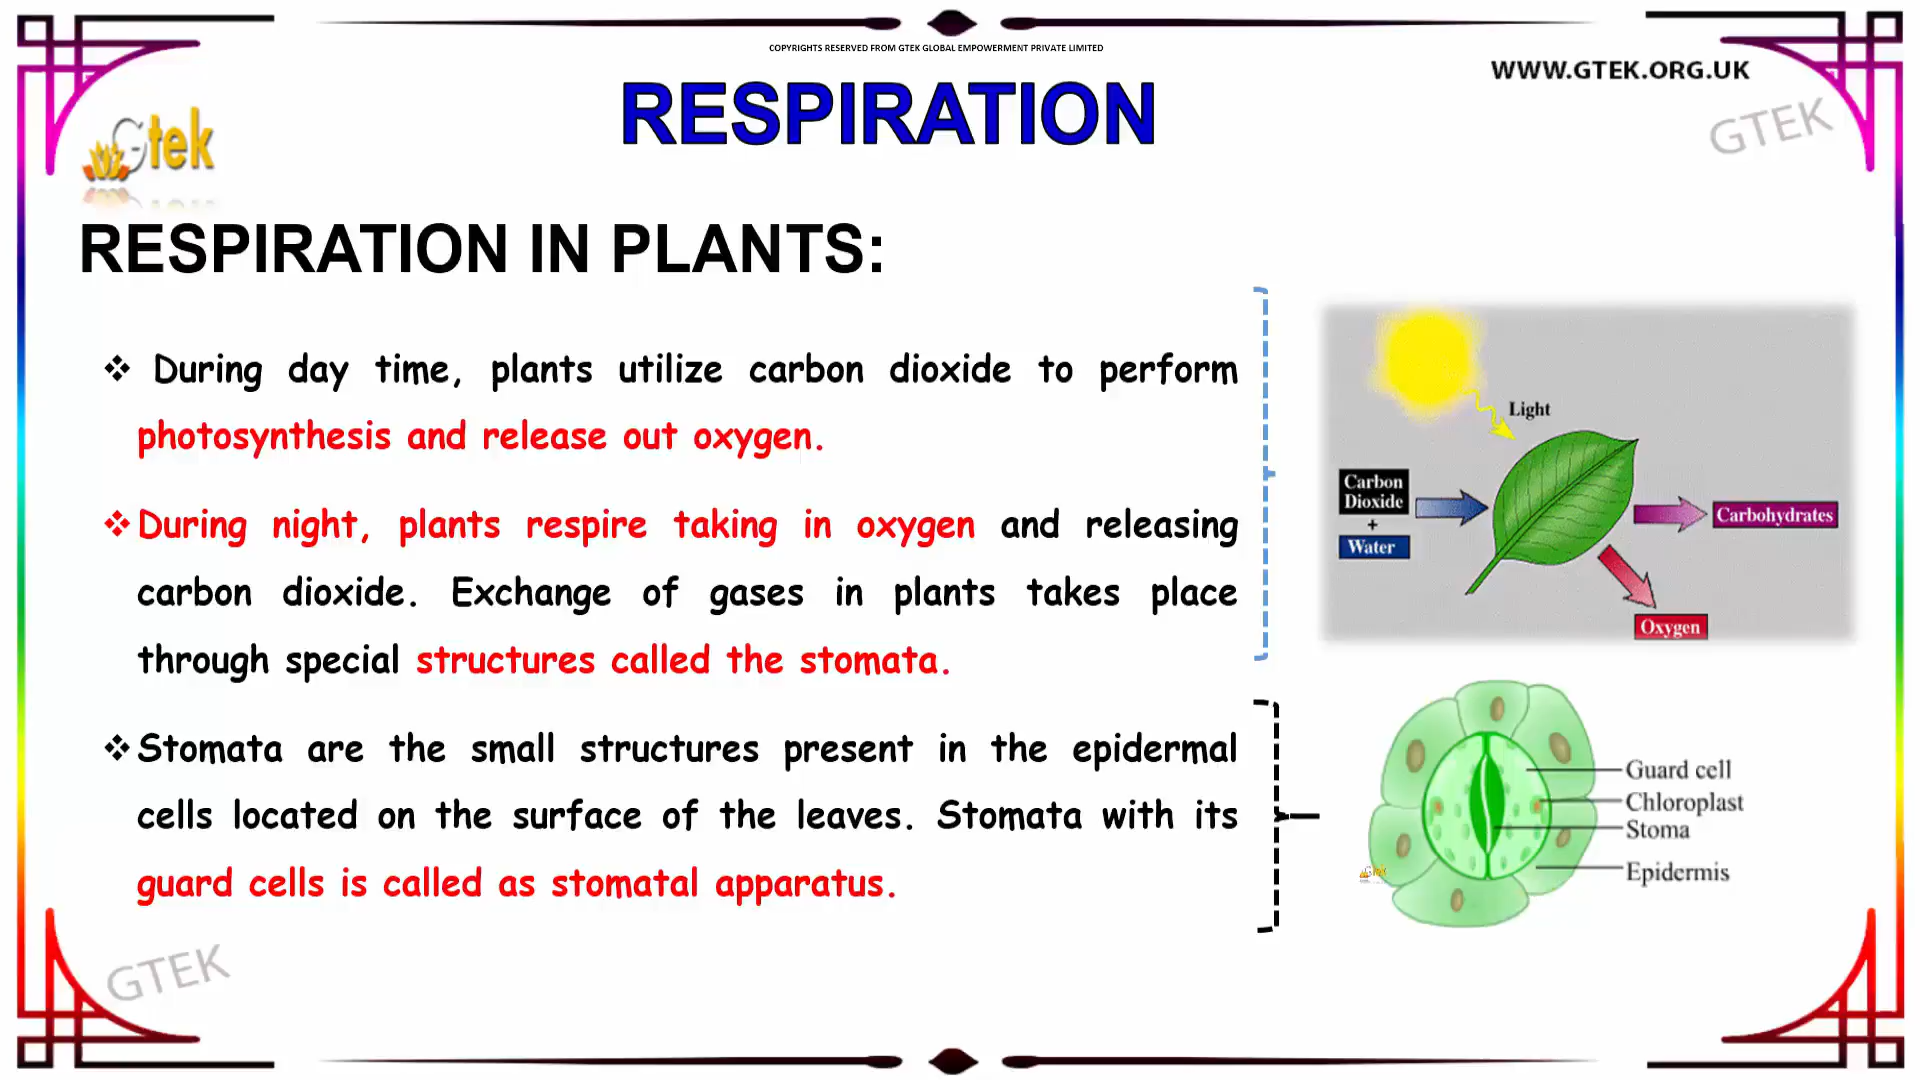 COPYRIGHTS RESERVED FROM GTEK GLOBAL EMPOWERMENT PRIVATE LIMITED
WWW.GTEK.ORG.UK
RESPIRATION
GTEK
Gtek
RESPIRATION IN PLANTS:
During day time, plants utilize carbon dioxide to perform
photosynthesis and release out oxygen.
During night, plants respire taking in oxygen and releasing
carbon dioxide. Exchange of gases in plants takes place
through special structures called the stomata.
Stomata are the small structures present in the epidermal
cells located on the surface of the leaves. Stomata with its
guard cells is called as stomatal apparatus.
Light
Carbon
Dioxide
+
Water
Carbohydrates
Oxygen
Guard cell
Chloroplast
Stoma
Epidermis
GTEK